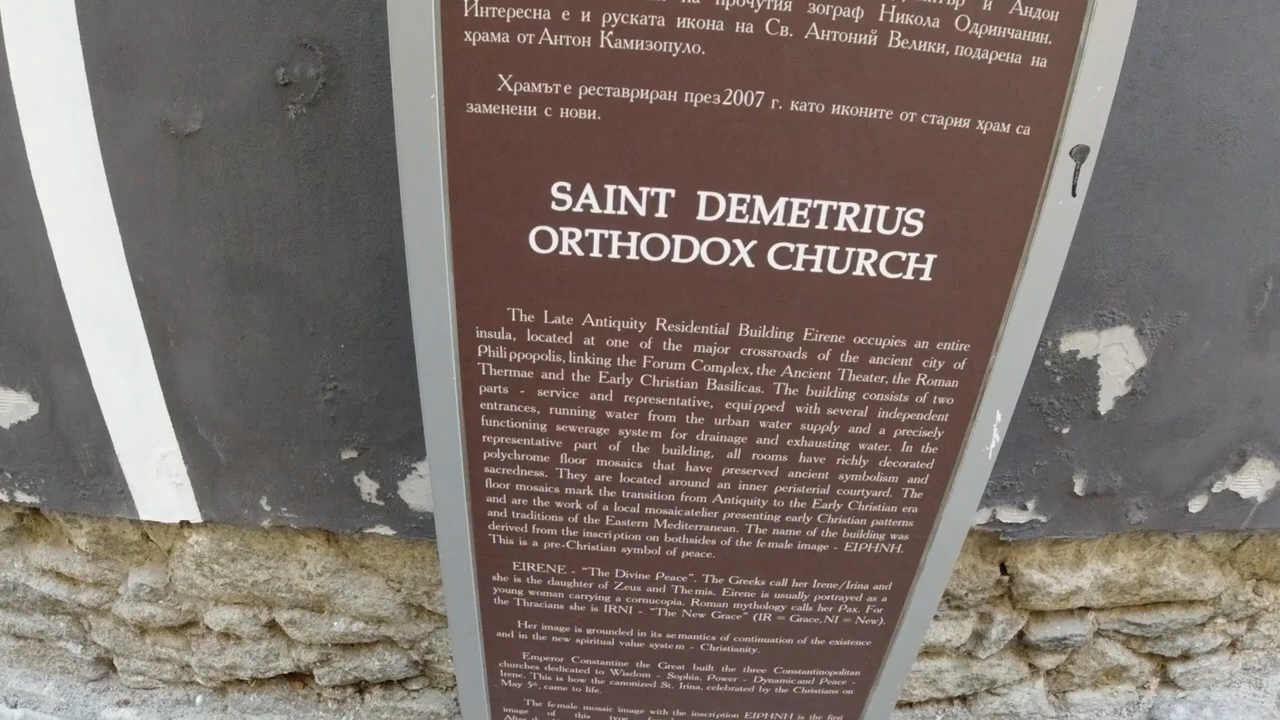 на прочутия зограф Никола Одринчанин.
и Андон
Интересна е и руската икона на Св. Антоний Велики, подарена на
храма от Антон Камизопуло.
Храмът е реставриран през 2007 г. като иконите от стария храм са
заменени с нови.
SAINT DEMETRIUS
ORTHODOX CHURCH
The Late Antiquity Residential Building Eirene occupies an entire
insula, located at one of the major crossroads of the ancient city of
Philippopolis, linking the Forum Complex, the Ancient Theater, the Roman
Thermae and the Early Christian Basilicas. The building consists of two
parts - service and representative, equipped with several independent
entrances, running water from the urban water supply and a precisely
functioning sewerage system for drainage and exhausting water. In the
representative part of the building, all rooms have richly decorated
polychrome floor mosaics that have preserved ancient symbolism and
sacredness. They are located around an inner peristerial courtyard. The
floor mosaics mark the transition from Antiquity to the Early Christian era
and are the work of a local mosaicatelier presenting early Christian patterns
and traditions of the Eastern Mediterranean. The name of the building was
derived from the inscription on bothsides of the female image - EIPHNH.
This is a pre-Christian symbol of peace.
EIRENE - "The Divine Peace". The Greeks call her Irene/Irina and
she is the daughter of Zeus and Themis. Eirene is usually portrayed as a
young woman carrying a cornucopia. Roman mythology calls her Pax. For
the Thracians she is IRNI - "The New Grace" (IR = Grace, NI = New).
Her image is grounded in its semantics of continuation of the existence
and in the new spiritual value system - Christianity.
Emperor Constantine the Great built the three Constantinopolitan
churches dedicated to Wisdom - Sophia, Power - Dynamic and Peace -
Irene. This is how the canonized St. Irina, celebrated by the Christians on
May 5th, came to life.
The female mosaic image with the inscription EIPHNH is the first
image of this type